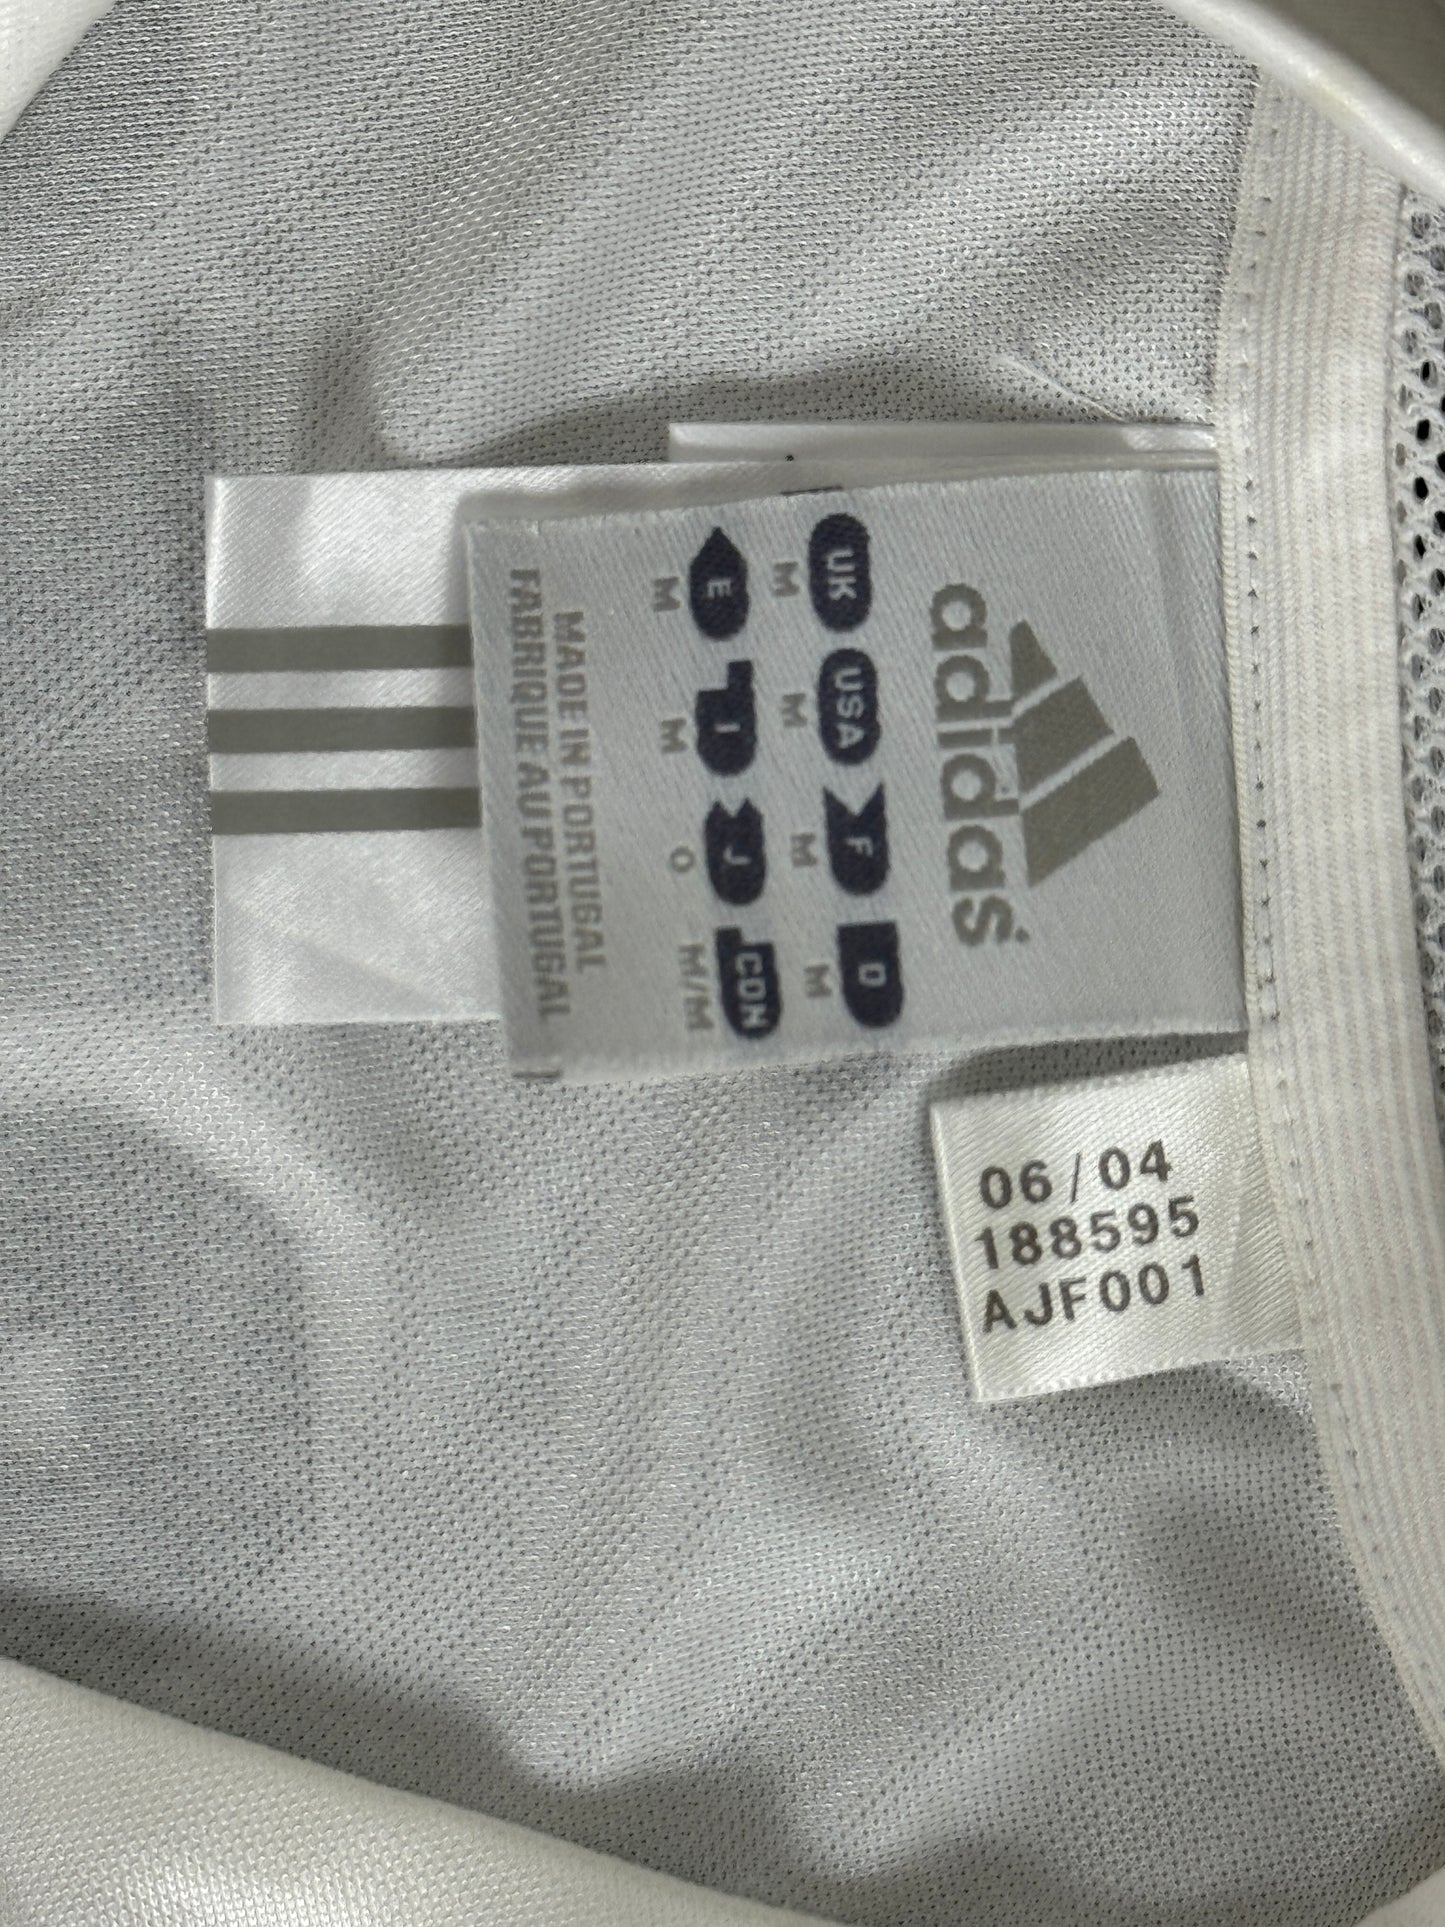 adidas
UK USA F D
M M M M
E I J CDN
M M O M/M
MADE IN PORTUGAL
FABRIQUE AU PORTUGAL
06/04
188595
AJF001